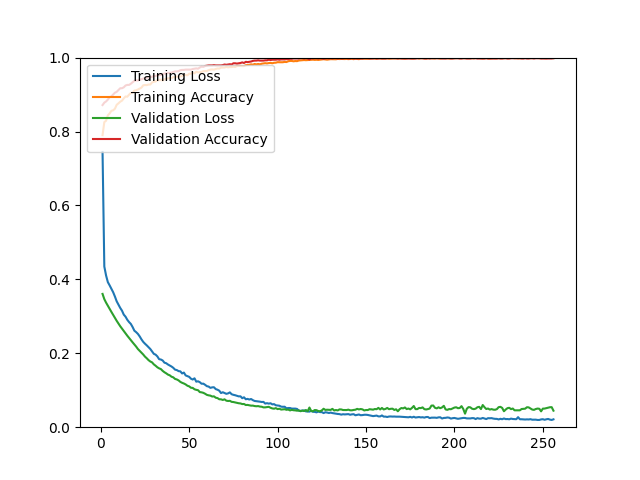 1.0
0.8
0.6
0.4
0.2
0.0
Training Loss
Training Accuracy
Validation Loss
Validation Accuracy
0 50 100 150 200 250